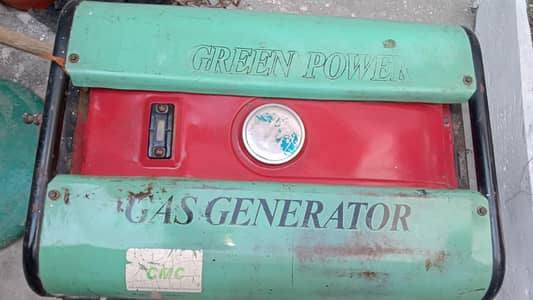 GREEN POWER
GAS GENERATOR
CMC